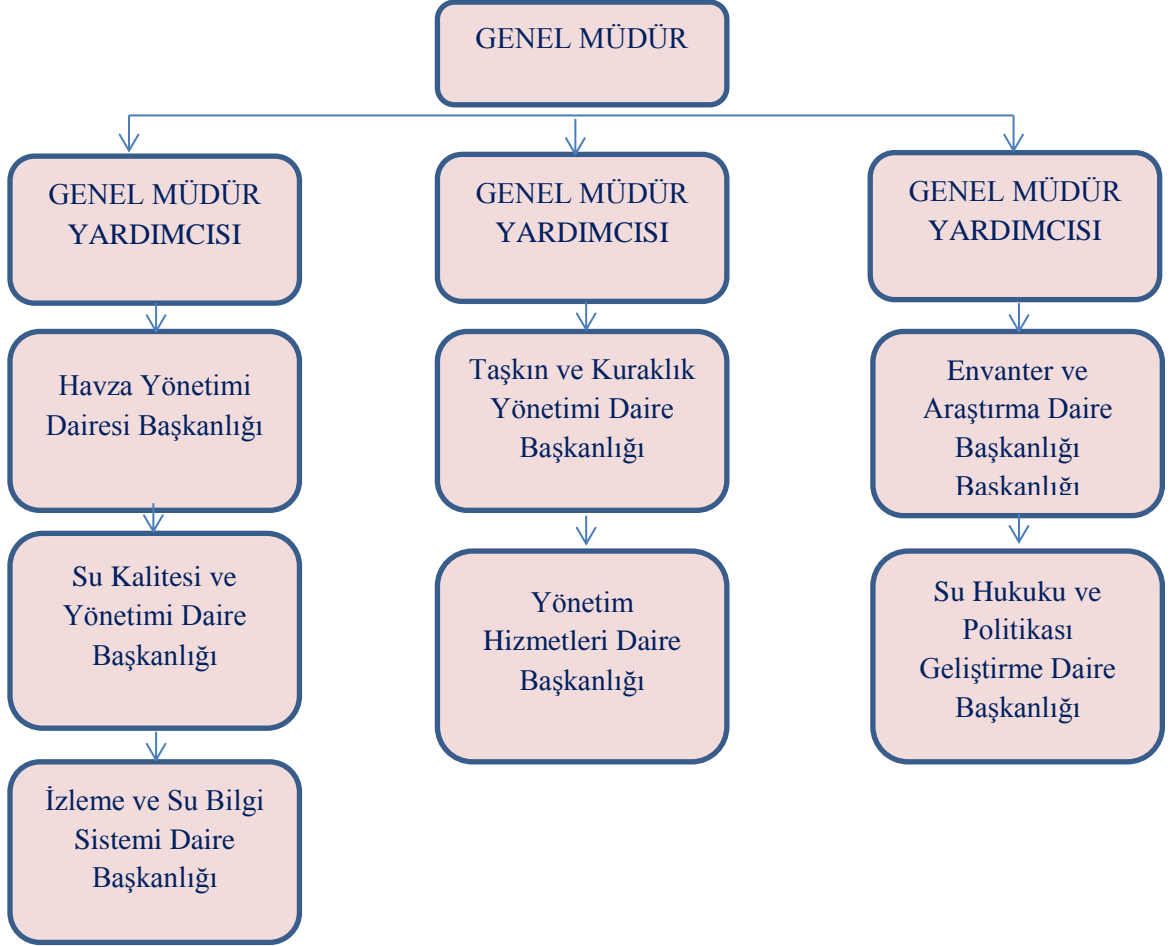 GENEL MÜDÜR
GENEL MÜDÜR
YARDIMCISI
GENEL MÜDÜR
YARDIMCISI
GENEL MÜDÜR
YARDIMCISI
Havza Yönetimi
Dairesi Başkanlığı
Taşkın ve Kuraklık
Yönetimi Daire
Başkanlığı
Envanter ve
Araştırma Daire
Başkanlığı
Başkanlığı
Su Kalitesi ve
Yönetimi Daire
Başkanlığı
Yönetim
Hizmetleri Daire
Başkanlığı
Su Hukuku ve
Politikası
Geliştirme Daire
Başkanlığı
İzleme ve Su Bilgi
Sistemi Daire
Başkanlığı